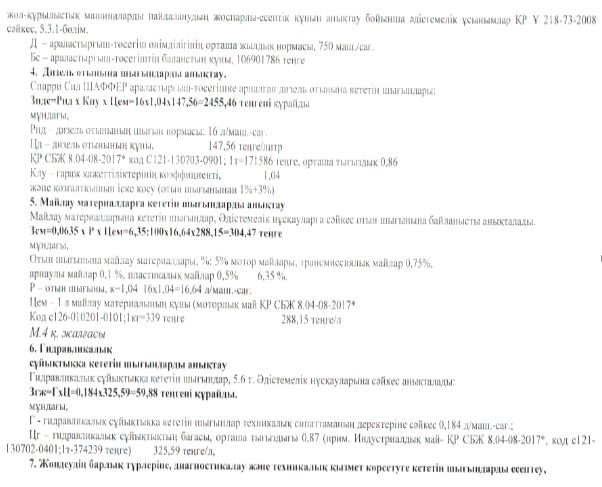 жол-құрылыстық машиналарды пайдаланудың жоспарлы-есептік құнын анықтау бойынша әдістемелік ұсынымдар ҚР Ү 218-73-2008
сәйкес, 5.3.1-бөлім.
Д – араластырғыш-төсегіш өнімділігінің орташа жылдық нормасы, 750 маш./сағ.
Бс – араластырғыш-төсегіштің баланстың құны, 106901786 теңге
4. Дизель отынына шығындарды анықтау.
Спарри Сил ШАФФЕР араластырғыш-төсегішке арналған дизель отынына кететін шығындары:
Зидс=Рнд х Кпу х Цем=16х1,04х147,56=2455,46 теңгені құрайды
мұндағы,
Рнд – дизель отынының шығын нормасы: 16 л/маш.-сағ.
Цд – дизель отынының құны, 147,56 теңге/литр
ҚР СБЖ 8.04-08-2017* код С121-130703-0901; 1т=171586 теңге, орташа тығыздық 0,86
Клу – гараж қажеттіліктерінің коэффициенті, 1,04
және қозғалтқышын іске қосу (отын шығынынан 1%+3%)
5. Майлау материалдарға кететін шығындарды анықтау
Майлау материалдарына кететін шығындар, Әдістемелік нұсқауларға сәйкес отын шығынына байланысты анықталады.
Зсм=0,0635 х Р х Цем=6,35:100х16,64х288,15=304,47 теңге
мұндағы,
Отын шығынына майлау материалдары, %: 5% мотор майлары, трансмиссиялық майлар 0,75%,
арнаулы майлар 0,1 %, пластикалық майлар 0,5% 6,35 %.
Р – отын шығыны, к=1,04 16х1,04=16,64 л/маш.-сағ.
Цем – 1 л майлау материалының құны (моторлық май ҚР СБЖ 8.04-08-2017*
Код с126-010201-0101;1кг=339 теңге 288,15 теңге/л
М.4 қ. жалғасы
6. Гидравликалық
сұйықтыққа кететін шығындарды анықтау
Гидравликалық сұйықтыққа кететін шығындар, 5.6 т. Әдістемелік нұсқауларына сәйкес анықталады:
Згж=ГхЦ=0,184х325,59=59,88 теңгені құрайды.
мұндағы,
Г - гидравликалық сұйықтыққа кететін шығындар техникалық сипаттаманың деректеріне сәйкес 0,184 л/маш.-сағ.;
Цг – гидравликалық сұйықтықтың бағасы, орташа тығыздығы 0,87 (прим. Индустриалдық май- ҚР СБЖ 8.04-08-2017*, код с121-
130702-0401;1т-374239 теңге) 325,59 теңге/л,
7. Жөндеудің барлық түрлеріне, диагностикалау және техникалық қызмет көрсетуге кететін шығындарды есептеу.